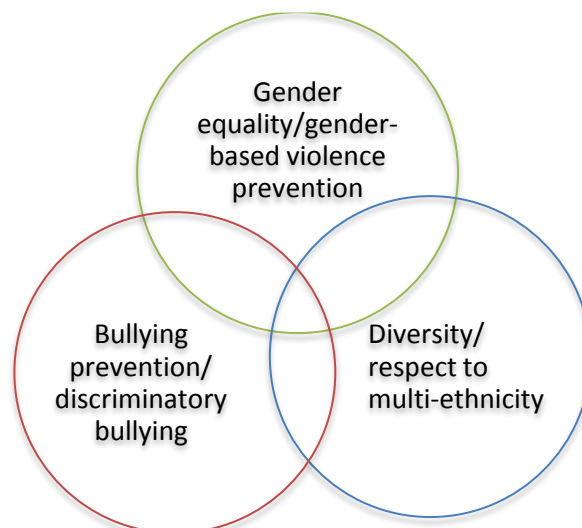 Gender
equality/gender-
based violence
prevention
Bullying
prevention/
discriminatory
bullying
Diversity/
respect to
multi-ethnicity